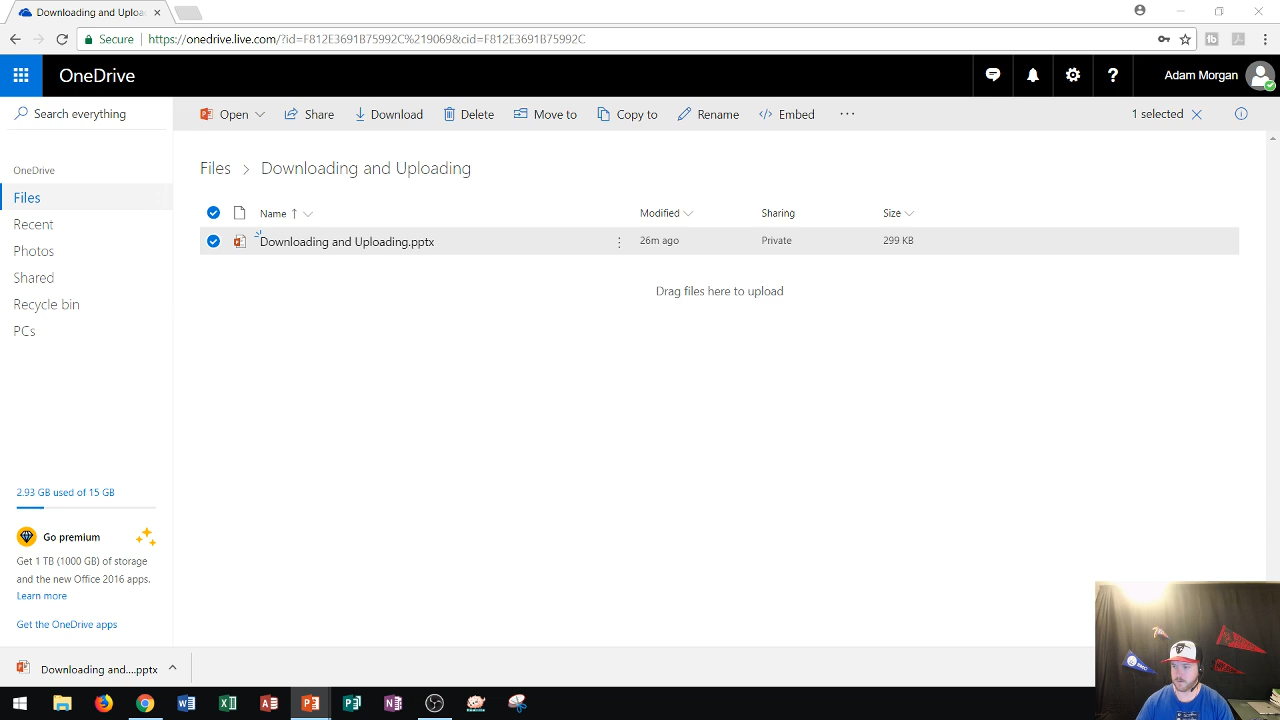 Downloading and Uploa
Secure
https://onedrive.live.com/?id=F812E3691B75992C%219069&cid=F812E3691B75992C
OneDrive
Adam Morgan
Search everything
Open
Share
Download
Delete
Move to
Copy to
Rename
Embed
1 selected
OneDrive
Files
Recent
Photos
Shared
Recycle bin
PCs
Files > Downloading and Uploading
Name
Modified
Sharing
Size
Downloading and Uploading.pptx
26m ago
Private
299 KB
Drag files here to upload
2.93 GB used of 15 GB
Go premium
Get 1 TB (1000 GB) of storage
and the new Office 2016 apps.
Learn more
Get the OneDrive apps
Downloading and....pptx